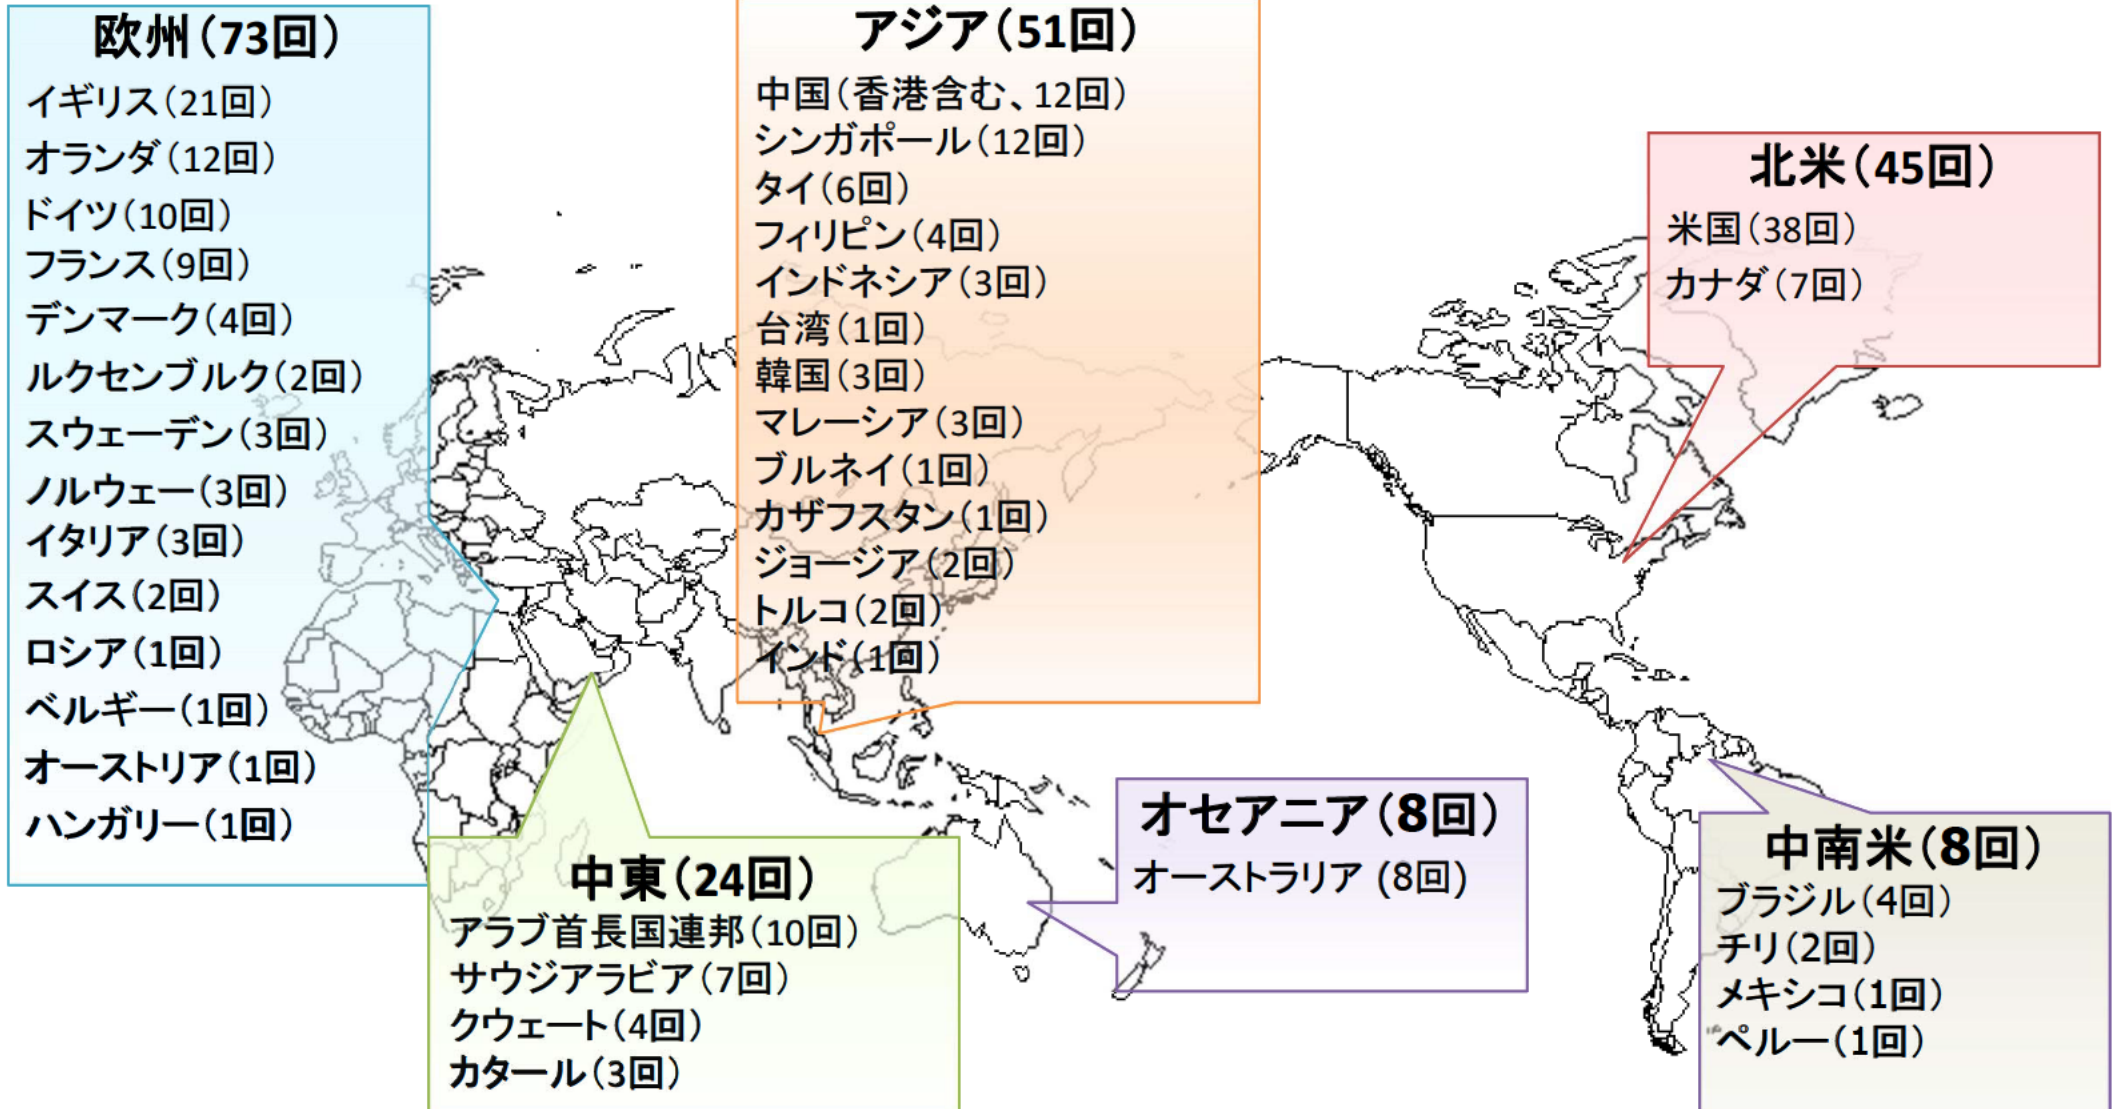 欧州(73回)
イギリス(21回)
オランダ(12回)
ドイツ(10回)
フランス(9回)
デンマーク(4回)
ルクセンブルク(2回)
スウェーデン(3回)
ノルウェー(3回)
イタリア(3回)
スイス(2回)
ロシア(1回)
ベルギー(1回)
オーストリア(1回)
ハンガリー(1回)
アジア(51回)
中国(香港含む、12回)
シンガポール(12回)
タイ(6回)
フィリピン(4回)
インドネシア(3回)
台湾(1回)
韓国(3回)
マレーシア(3回)
ブルネイ(1回)
カザフスタン(1回)
ジョージア(2回)
トルコ(2回)
インド(1回)
北米(45回)
米国(38回)
カナダ(7回)
中東(24回)
アラブ首長国連邦(10回)
サウジアラビア(7回)
クウェート(4回)
カタール(3回)
オセアニア(8回)
オーストラリア (8回)
中南米(8回)
ブラジル(4回)
チリ(2回)
メキシコ(1回)
ペルー(1回)